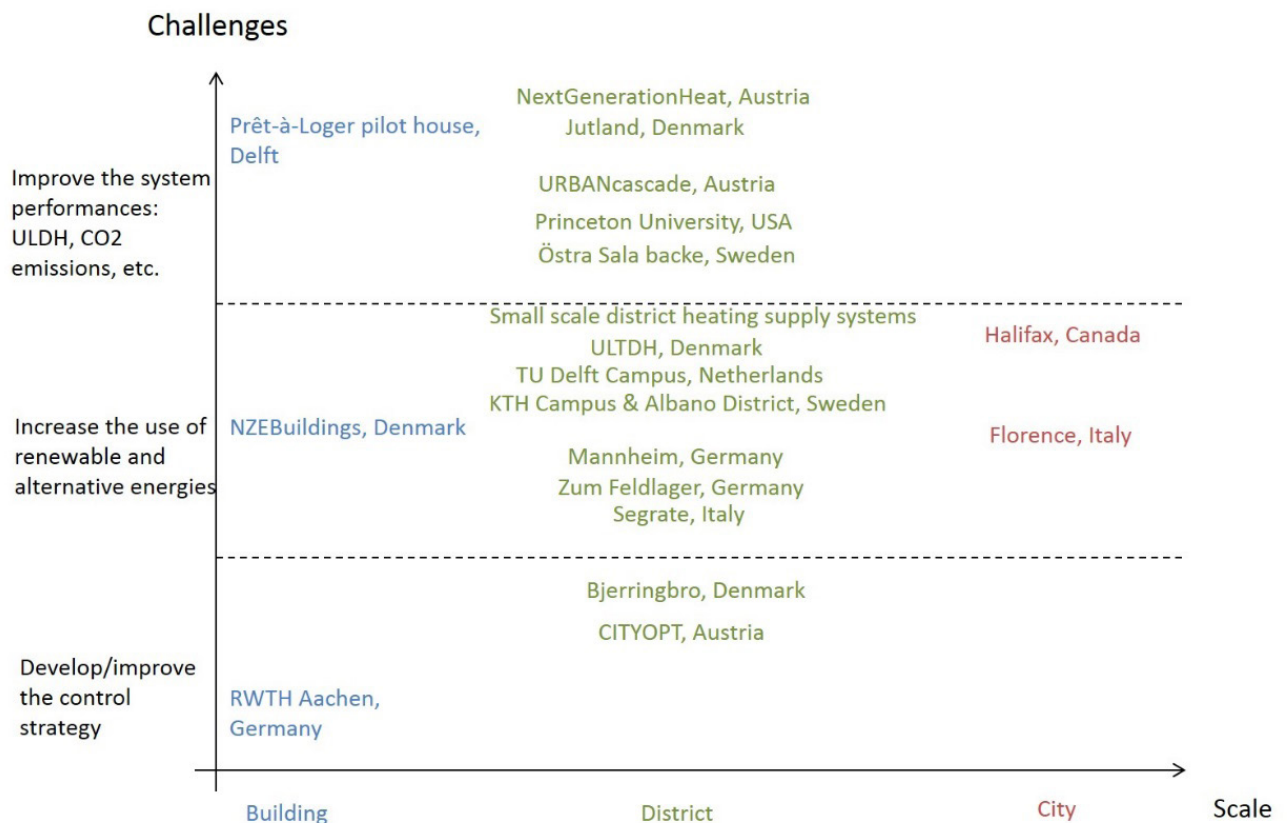 Challenges
NextGenerationHeat, Austria
Prêt-à-Loger pilot house,
Delft
Jutland, Denmark
Improve the system
performances:
ULDH, CO2
emissions, etc.
URBANcascade, Austria
Princeton University, USA
Östra Sala backe, Sweden
Small scale district heating supply systems
ULTDH, Denmark
TU Delft Campus, Netherlands
KTH Campus & Albano District, Sweden
Halifax, Canada
Increase the use of
renewable and
alternative energies
NZEBuildings, Denmark
Florence, Italy
Mannheim, Germany
Zum Feldlager, Germany
Segrate, Italy
Bjerringbro, Denmark
CITYOPT, Austria
Develop/improve
the control
strategy
RWTH Aachen,
Germany
Building
District
City
Scale